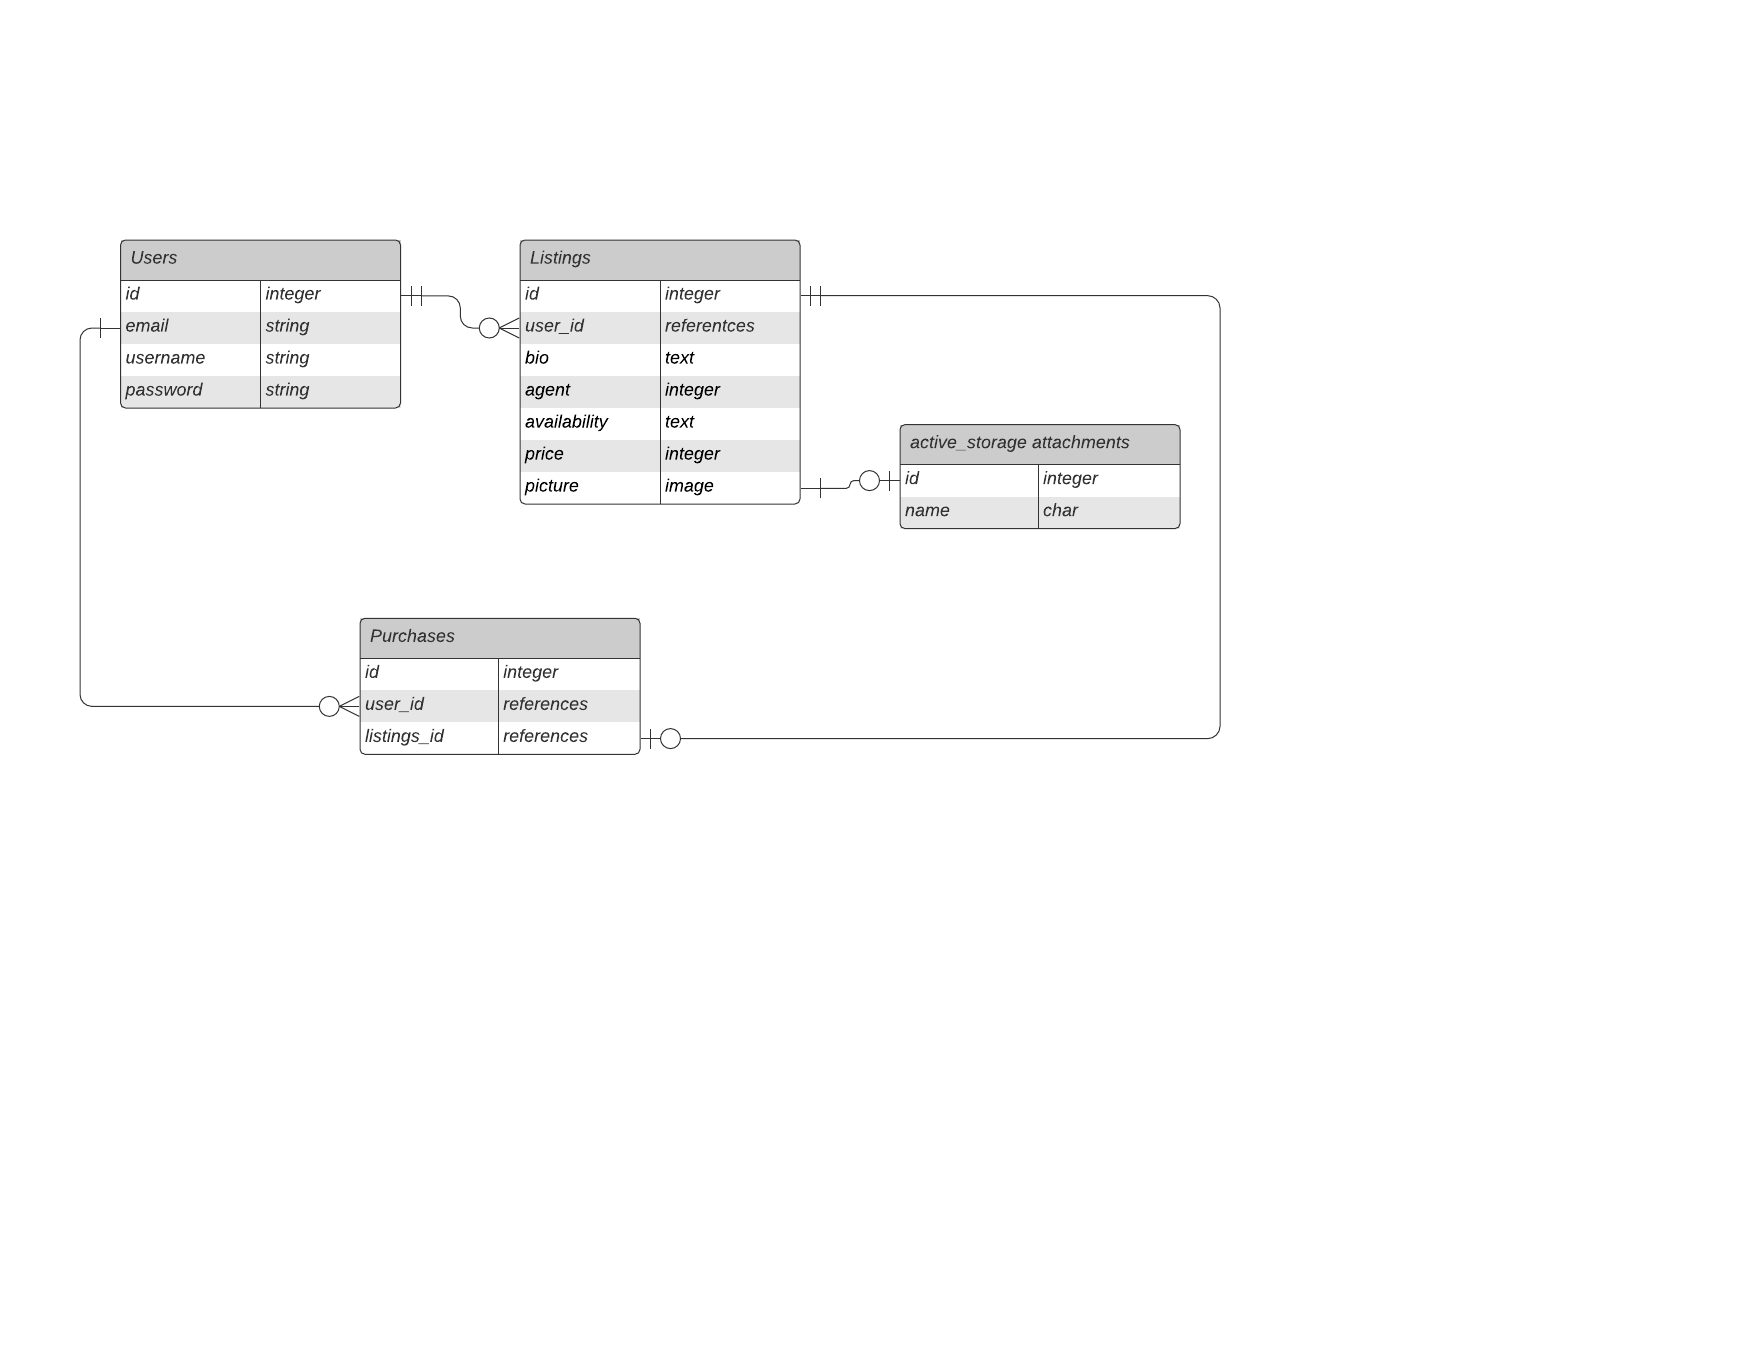 Users
id integer
email string
username string
password string
Listings
id integer
user_id referentces
bio text
agent integer
availability text
price integer
picture image
active_storage attachments
id integer
name char
Purchases
id integer
user_id references
listings_id references